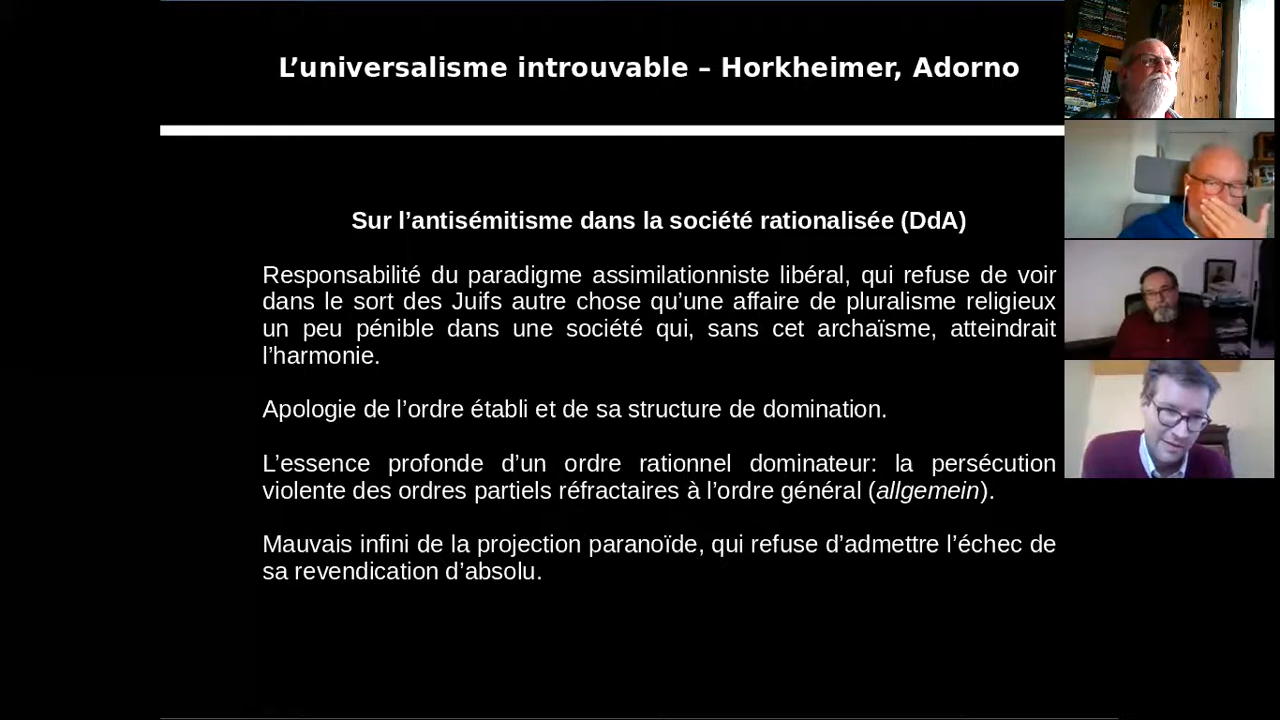 L’universalisme introuvable – Horkheimer, Adorno
Sur l’antisémitisme dans la société rationalisée (DdA)
Responsabilité du paradigme assimilationniste libéral, qui refuse de voir
dans le sort des Juifs autre chose qu’une affaire de pluralisme religieux
un peu pénible dans une société qui, sans cet archaïsme, atteindrait
l’harmonie.
Apologie de l’ordre établi et de sa structure de domination.
L’essence profonde d’un ordre rationnel dominateur: la persécution
violente des ordres partiels réfractaires à l’ordre général (allgemein).
Mauvais infini de la projection paranoïde, qui refuse d’admettre l’échec de
sa revendication d’absolu.